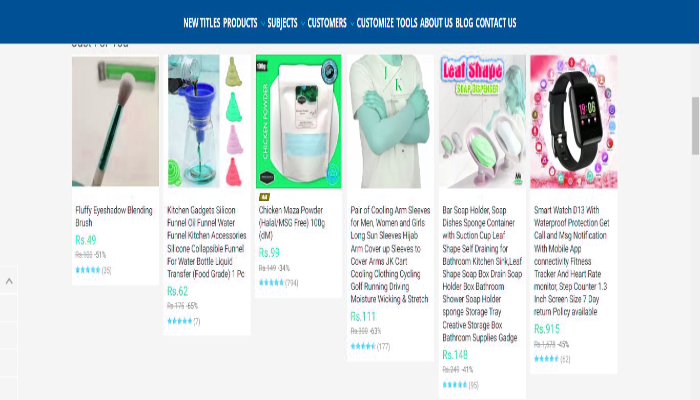 NEW TITLES PRODUCTS SUBJECTS CUSTOMERS CUSTOMIZE TOOLS ABOUT US BLOG CONTACT US
Just For You
CHICKEN POWDER
J K
Leaf Shape
SOAP DISPENSER
Fluffy Eyeshadow Blending
Brush
Rs.49
Rs.100 -51%
Kitchen Gadgets Silicon
Funnel Oil Funnel Water
Funnel Kitchen Accessories
Silicone Collapsible Funnel
For Water Bottle Liquid
Transfer (Food Grade) 1 Pc
Rs.62
Rs.175 -65%
(7)
Chicken Maza Powder
(Halal/MSG Free) 100g
(dM)
Rs.99
Rs.149 -34%
(794)
Pair of Cooling Arm Sleeves
for Men, Women and Girls
Long Sun Sleeves Hijab
Arm Cover up Sleeves to
Cover Arms JK Cart
Cooling Clothing Cycling
Golf Running Driving
Moisture Wicking & Stretch
Rs.111
Rs.300 -63%
(177)
Bar Soap Holder, Soap
Dishes Sponge Container
with Suction Cup Leaf
Shape Self Draining for
Bathroom Kitchen Sink,Leaf
Shape Soap Box Drain Soap
Holder Box Bathroom
Shower Soap Holder
sponge Storage Tray
Creative Storage Box
Bathroom Supplies Gadge
Rs.148
Rs.249 -41%
(95)
Smart Watch D13 With
Waterproof Protection Get
Call and Msg Notification
With Mobile App
connectivity Fitness
Tracker And Heart Rate
monitor, Step Counter 1.3
Inch Screen Size 7 Day
return Policy available
Rs.915
Rs.1,678 -45%
(62)